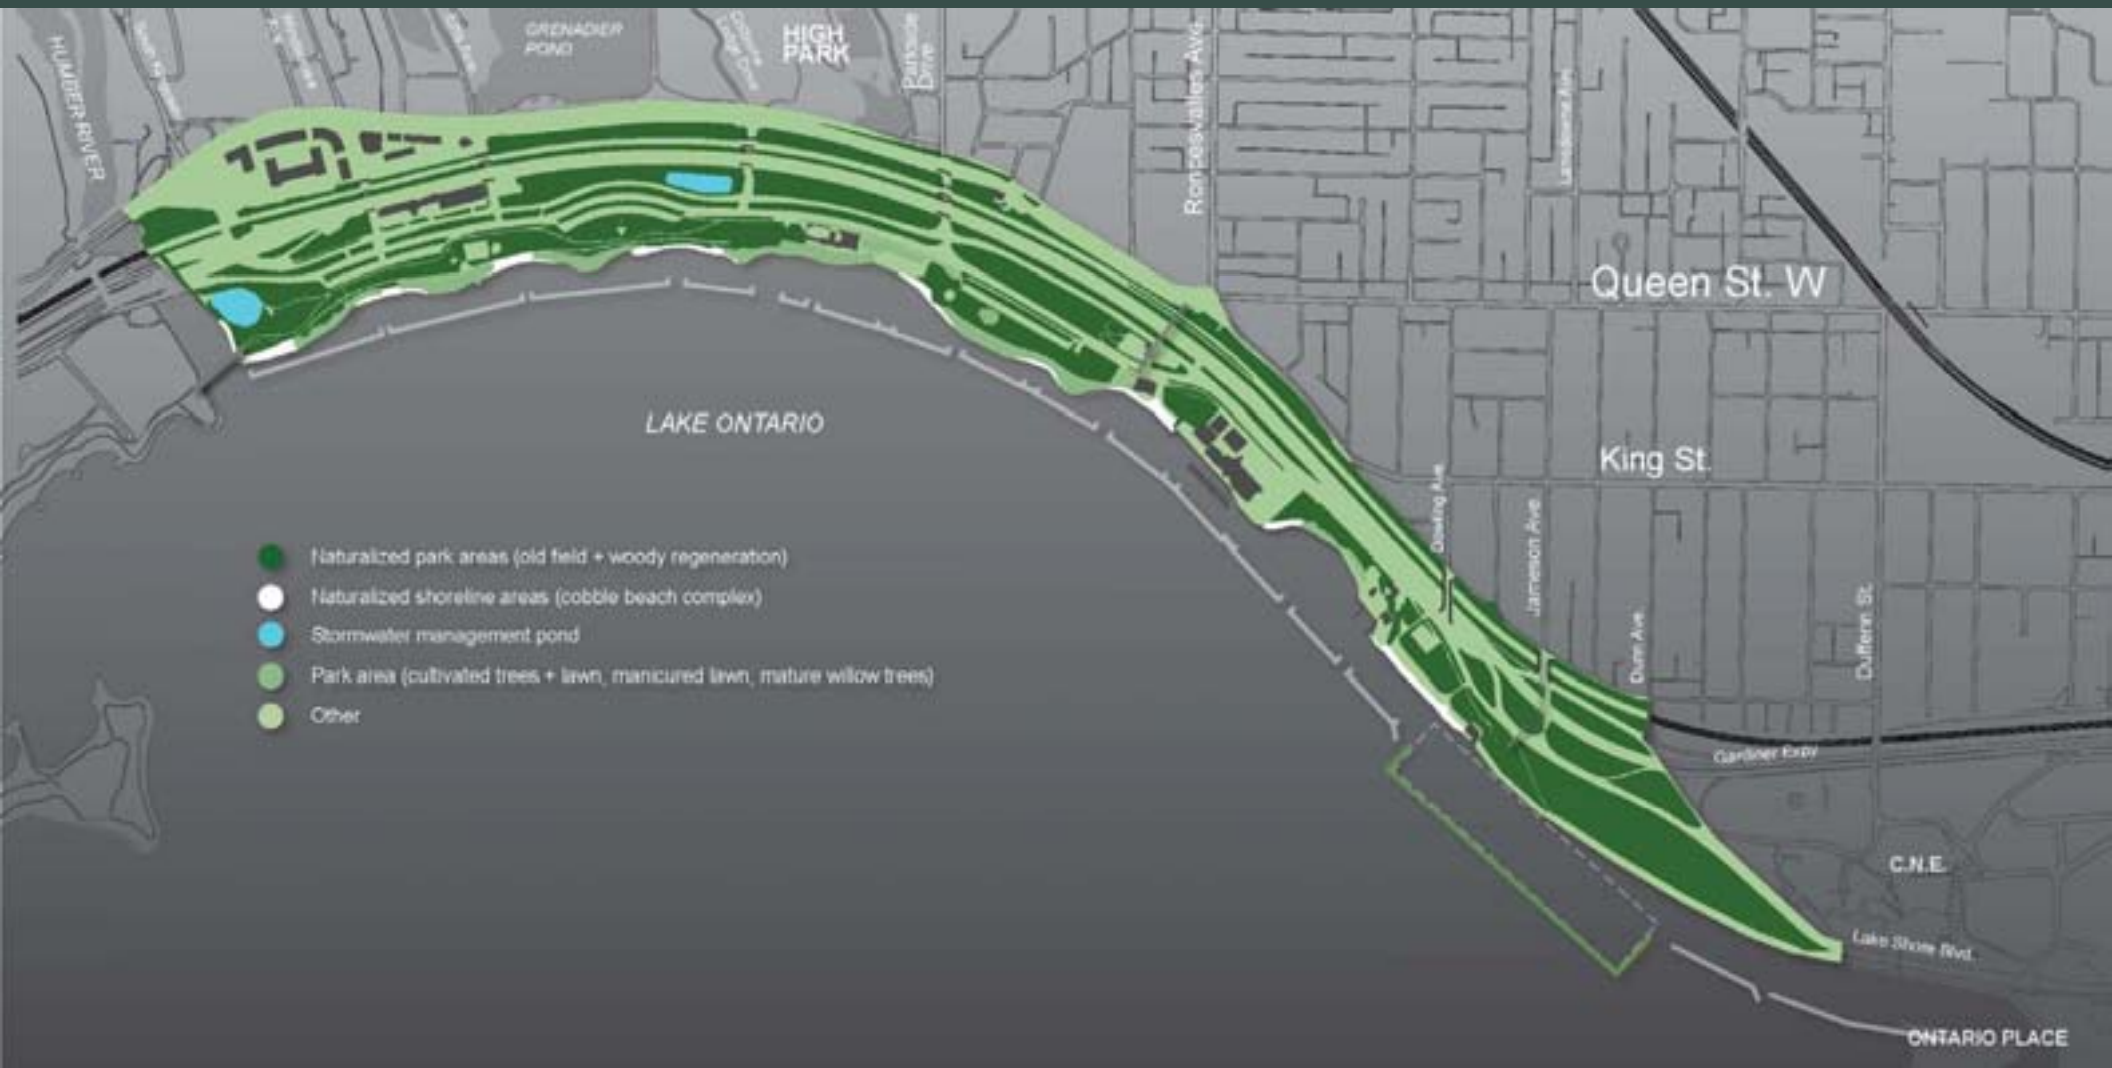 HUMBER RIVER
GRENADIER
POND
HIGH
PARK
Parkside
Drive
Roncesvalles Ave.
Lansdowne Ave.
Queen St. W
King St.
LAKE ONTARIO
Dowling Ave.
Jameson Ave.
Dunn Ave.
Dufferin St.
Naturalized park areas (old field + woody regeneration)
Naturalized shoreline areas (cobble beach complex)
Stormwater management pond
Park area (cultivated trees + lawn, manicured lawn, mature willow trees)
Other
Gardiner Expy
C.N.E.
Lake Shore Blvd.
ONTARIO PLACE